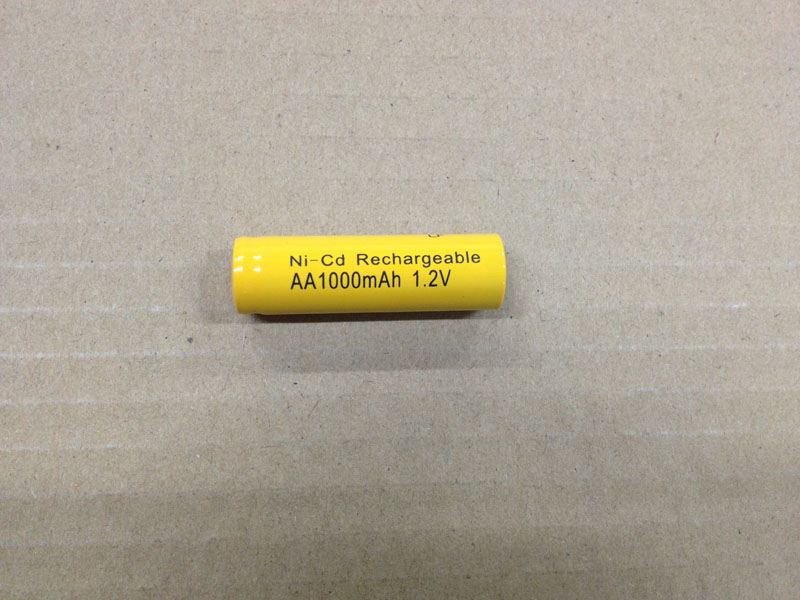 Ni-Cd Rechargeable
AA1000mAh 1.2V